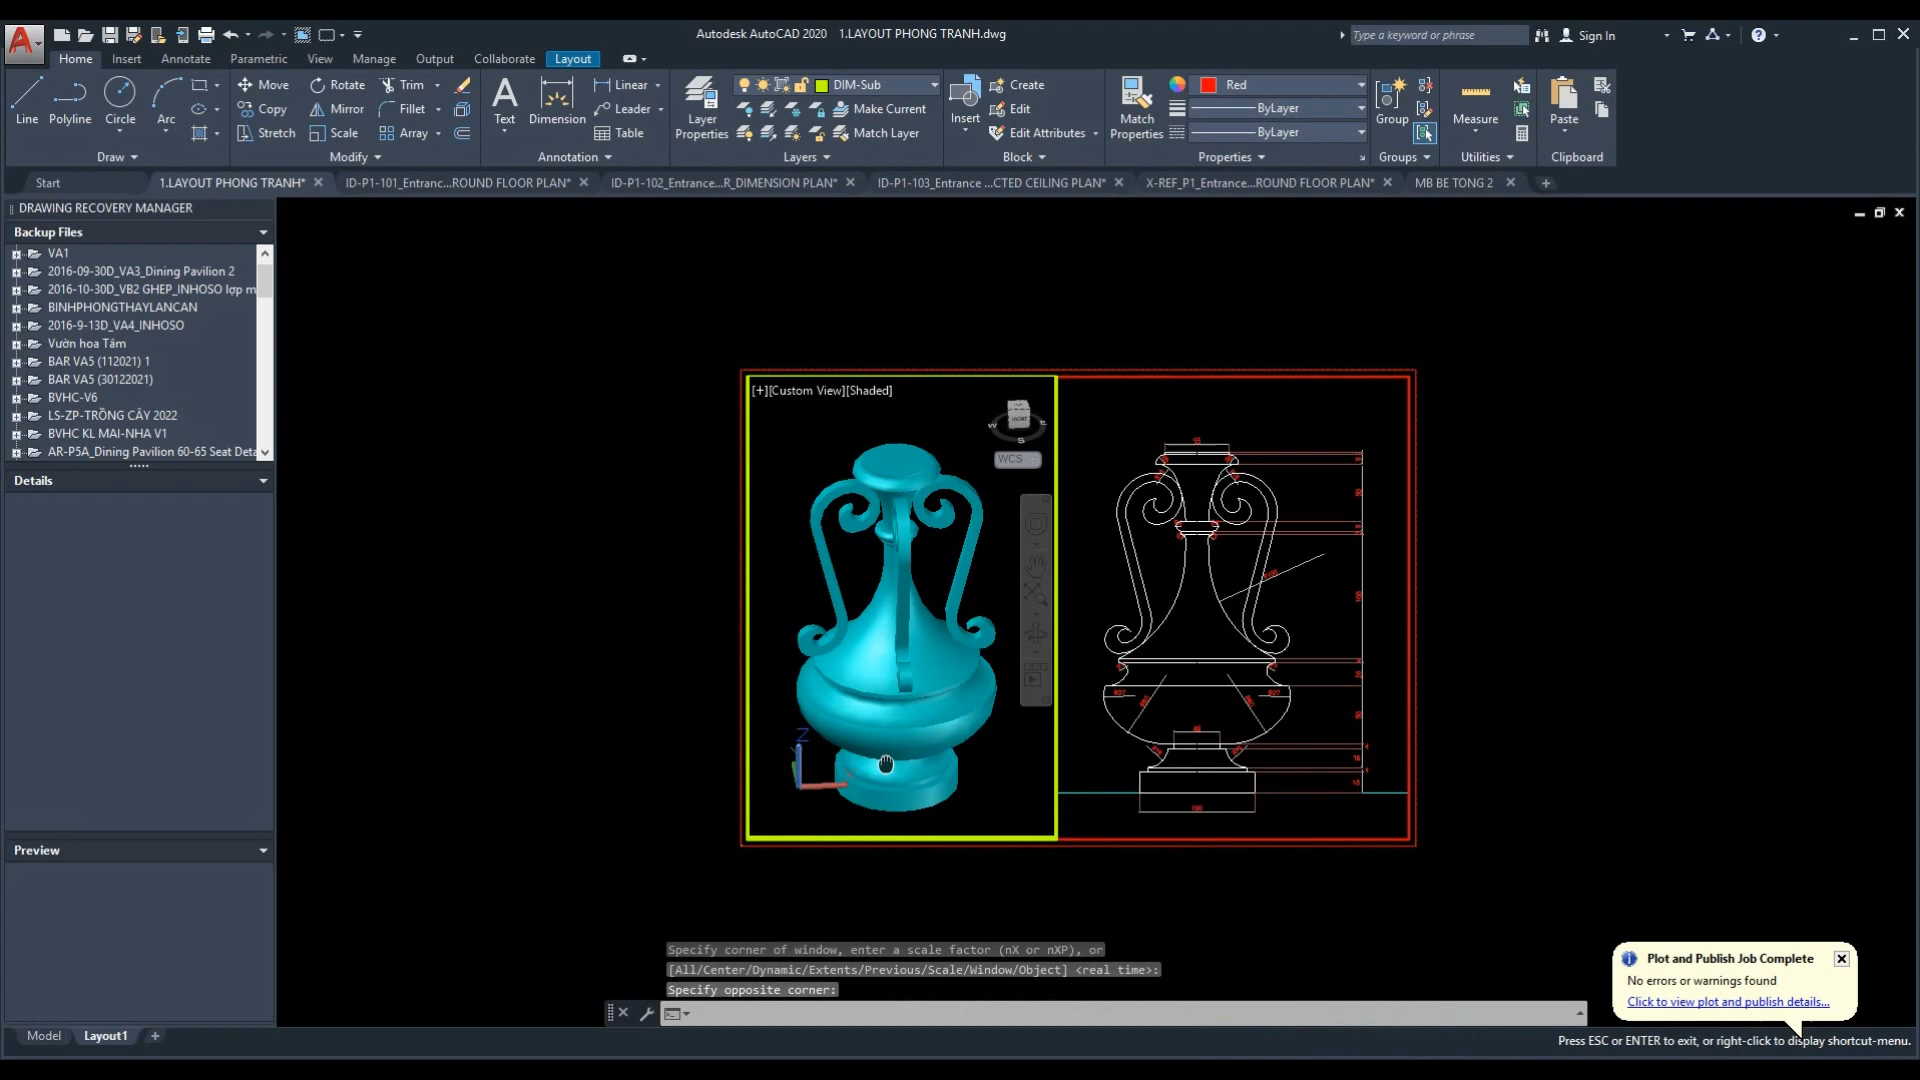 Autodesk AutoCAD 2020 1.LAYOUT PHONG TRANH.dwg
Type a keyword or phrase
Sign In
Home Insert Annotate Parametric View Manage Output Collaborate Layout
Line Polyline Circle Arc
Move Rotate Trim
Copy Mirror Fillet
Stretch Scale Array
Text Dimension
Linear
Leader
Table
Layer Properties
DIM-Sub
Make Current
Match Layer
Insert
Create
Edit
Edit Attributes
Match Properties
Red
ByLayer
ByLayer
Group
Measure
Paste
Draw Modify Annotation Layers Block Properties Groups Utilities Clipboard
Start 1.LAYOUT PHONG TRANH* ID-P1-101_Entranc...ROUND FLOOR PLAN* ID-P1-102_Entrance...R_DIMENSION PLAN* ID-P1-103_Entrance ...CTED CEILING PLAN* X-REF_P1_Entrance...ROUND FLOOR PLAN* MB BE TONG 2
DRAWING RECOVERY MANAGER
Backup Files
VA1
2016-09-30D_VA3_Dining Pavilion 2
2016-10-30D_VB2 GHEP_INHOSO lợp m
BINHPHONGTHAYLANCAN
2016-9-13D_VA4_INHOSO
Vườn hoa Tấm
BAR VA5 (112021) 1
BAR VA5 (30122021)
BVHC-V6
LS-ZP-TRỒNG CÂY 2022
BVHC KL MAI-NHA V1
AR-P5A_Dining Pavilion 60-65 Seat Deta
Details
Preview
[+][Custom View][Shaded]
FRONT
W
S
WCS
Z
Specify corner of window, enter a scale factor (nX or nXP), or
[All/Center/Dynamic/Extents/Previous/Scale/Window/Object] <real time>:
Specify opposite corner:
Plot and Publish Job Complete
No errors or warnings found
Click to view plot and publish details...
Model Layout1
Press ESC or ENTER to exit, or right-click to display shortcut-menu.